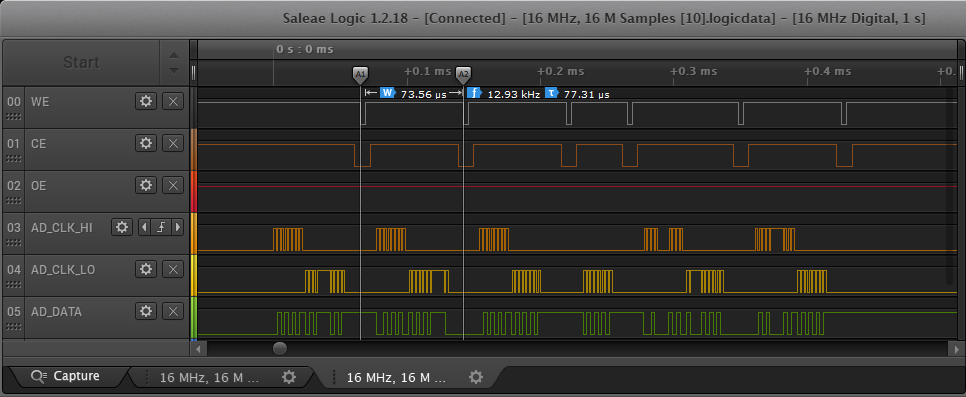 Saleae Logic 1.2.18 - [Connected] - [16 MHz, 16 M Samples [10].logicdata] - [16 MHz Digital, 1 s]
Start
0 s : 0 ms
+0.1 ms +0.2 ms +0.3 ms +0.4 ms +0.
A1 A2
W 73.56 µs ƒ 12.93 kHz T 77.31 µs
00 WE
01 CE
02 OE
03 AD_CLK_HI
04 AD_CLK_LO
05 AD_DATA
Capture
16 MHz, 16 M ...
16 MHz, 16 M ...